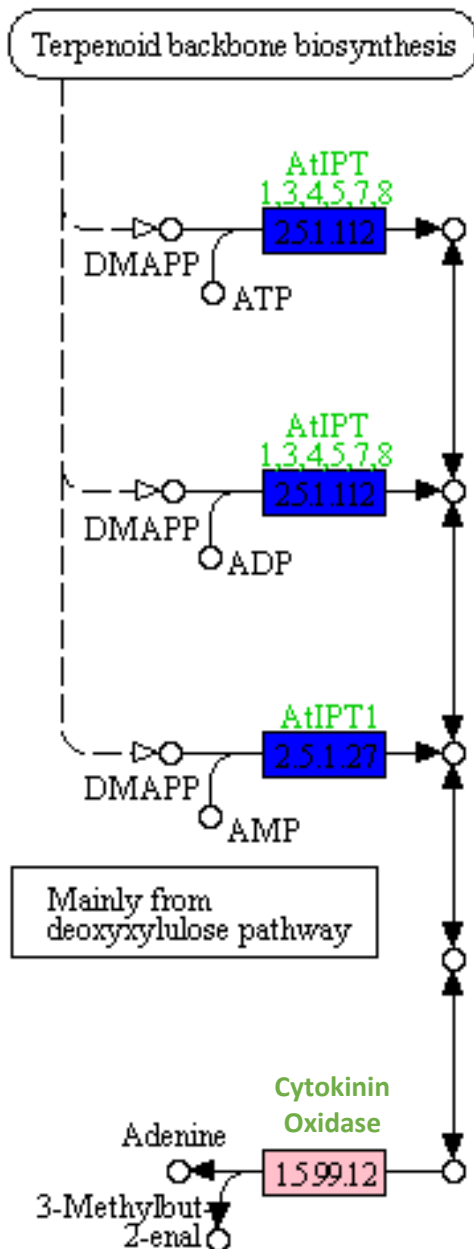 Terpenoid backbone biosynthesis
AtIPT
1,3,4,5,7,8
2.5.1.112
DMAPP
ATP
AtIPT
1,3,4,5,7,8
2.5.1.112
DMAPP
ADP
AtIPT1
2.5.1.27
DMAPP
AMP
Mainly from
deoxyxylulose pathway
Cytokinin
Oxidase
Adenine
1.5.99.12
3-Methylbut-
2-enal